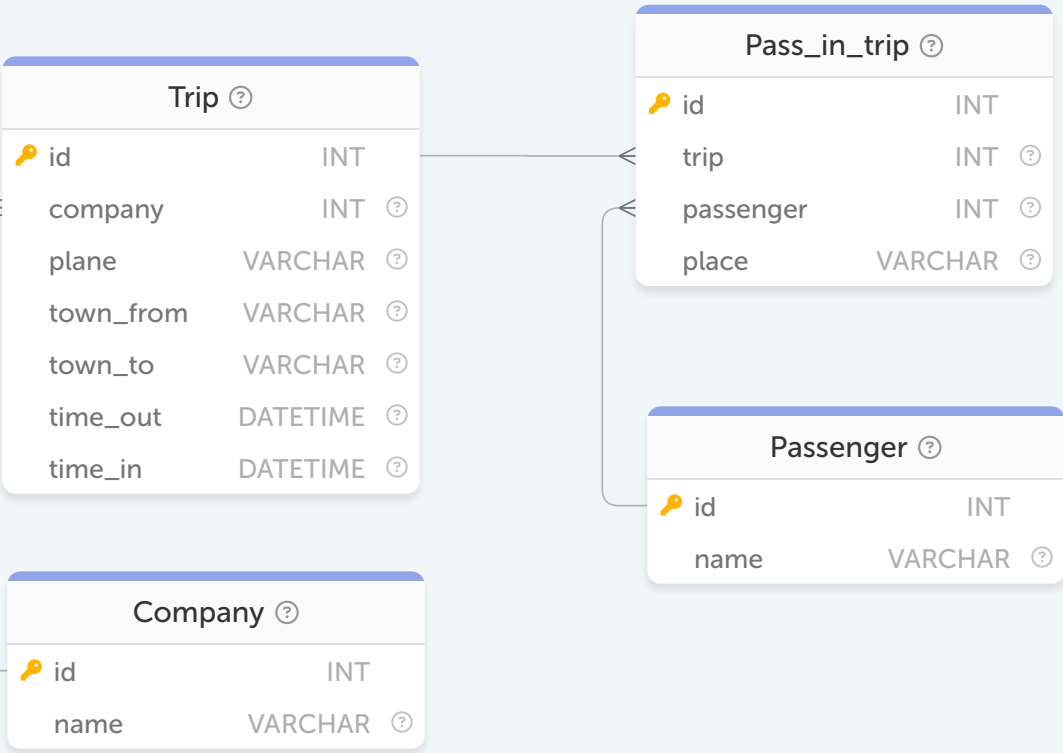 Trip ?
id INT
company INT ?
plane VARCHAR ?
town_from VARCHAR ?
town_to VARCHAR ?
time_out DATETIME ?
time_in DATETIME ?
Pass_in_trip ?
id INT
trip INT ?
passenger INT ?
place VARCHAR ?
Passenger ?
id INT
name VARCHAR ?
Company ?
id INT
name VARCHAR ?